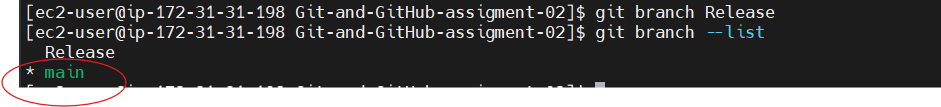 [ec2-user@ip-172-31-31-198 Git-and-GitHub-assigment-02]$ git branch Release
[ec2-user@ip-172-31-31-198 Git-and-GitHub-assigment-02]$ git branch --list
  Release
* main